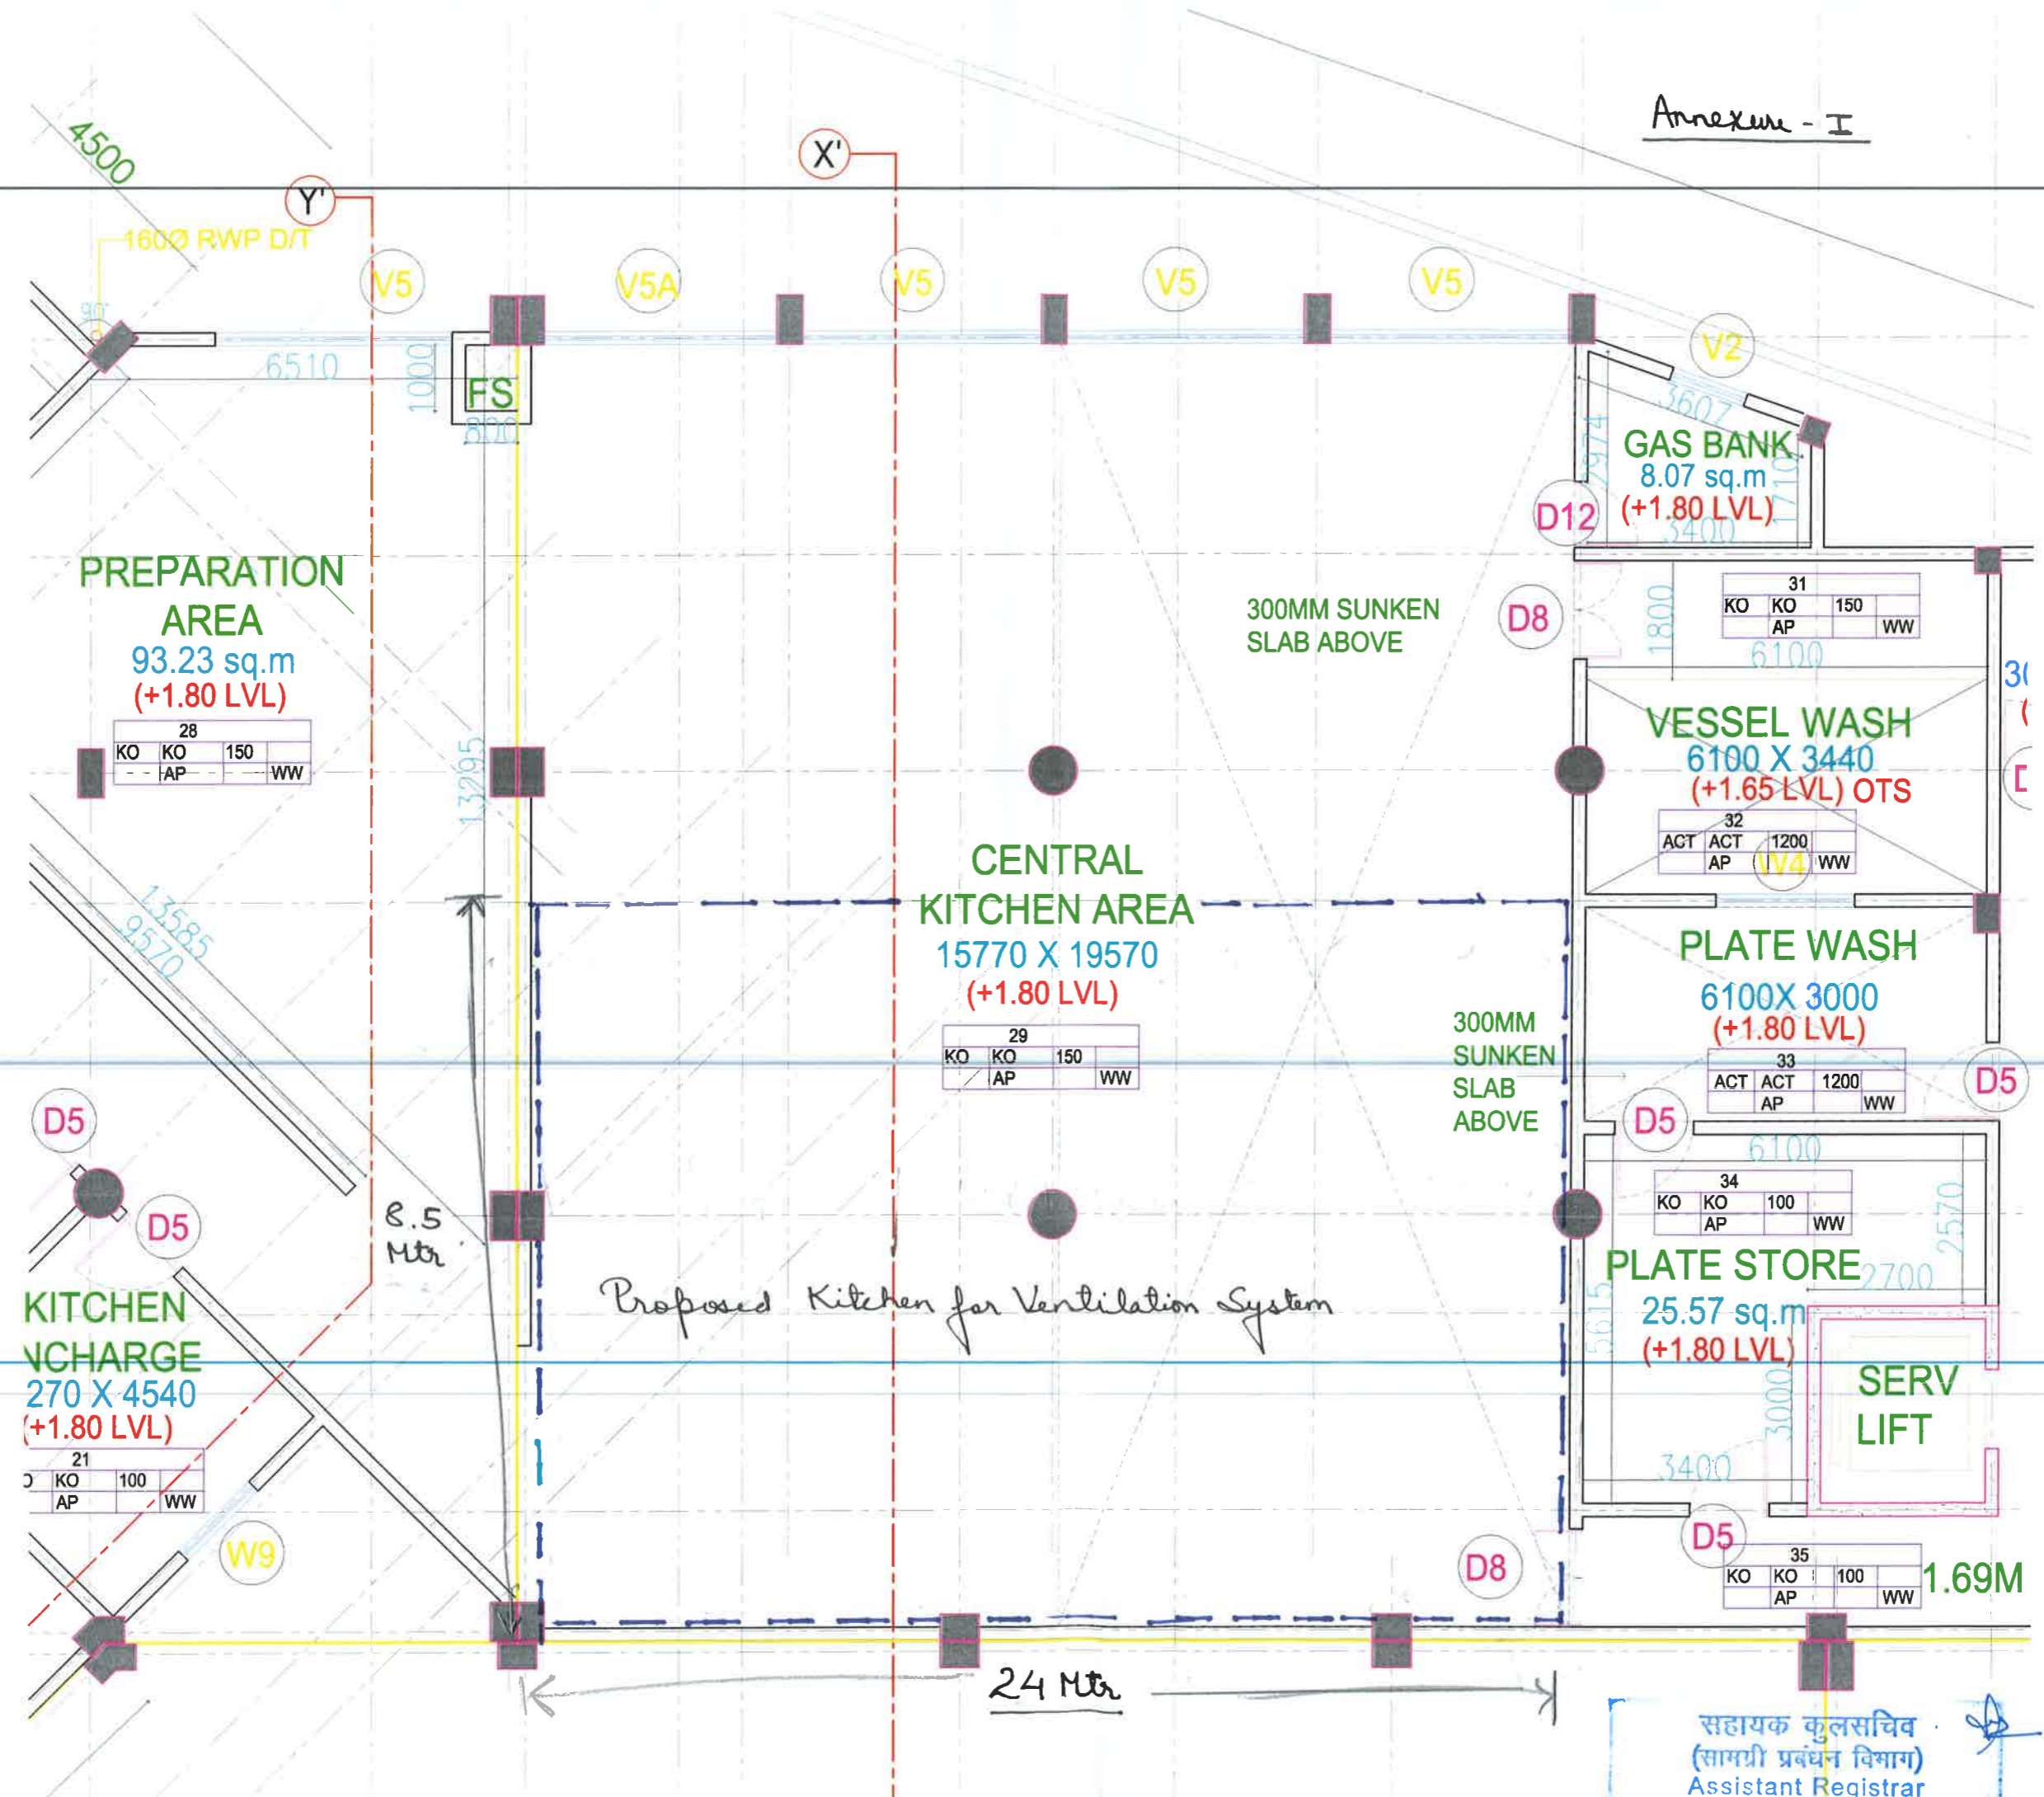 Annexure - I
4500
Y'
X'
160Ø RWP D/T
V5
V5A
V5
V5
V5
V2
90°
6510
1000
FS
800
3607
2974
GAS BANK
8.07 sq.m
(+1.80 LVL)
1710
3400
D12
PREPARATION
AREA
93.23 sq.m
(+1.80 LVL)
28
KO KO 150
AP WW
13295
300MM SUNKEN
SLAB ABOVE
D8
1800
31
KO KO 150
AP WW
6100
VESSEL WASH
6100 X 3440
(+1.65 LVL) OTS
32
ACT ACT 1200
AP W4 WW
CENTRAL
KITCHEN AREA
15770 X 19570
(+1.80 LVL)
29
KO KO 150
AP WW
13585
9570
300MM
SUNKEN
SLAB
ABOVE
PLATE WASH
6100X 3000
(+1.80 LVL)
33
ACT ACT 1200
AP WW
D5
D5
D5
D5
6100
34
KO KO 100
AP WW
2570
PLATE STORE
25.57 sq.m
(+1.80 LVL)
2700
5615
3000
3400
SERV
LIFT
8.5
Mtr
Proposed Kitchen for Ventilation System
KITCHEN
NCHARGE
270 X 4540
(+1.80 LVL)
21
KO 100
AP WW
W9
D8
D5
35
KO KO 100
AP WW
1.69M
24 Mtr
सहायक कुलसचिव
(सामग्री प्रबंधन विभाग)
Assistant Registrar